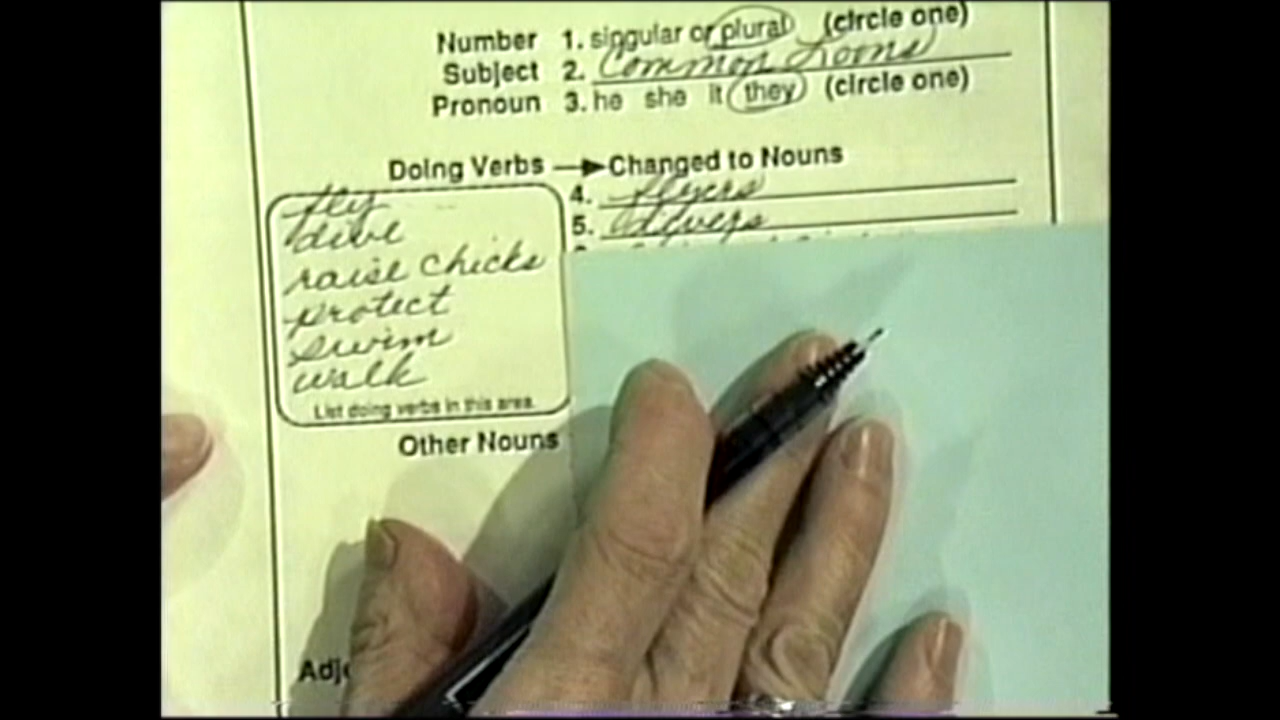 Number 1. singular or plural (circle one)
Subject 2. Common Loons
Pronoun 3. he she it they (circle one)
Doing Verbs Changed to Nouns
4. flyers
5. divers
fly
dive
raise chicks
protect
swim
walk
List doing verbs in this area.
Other Nouns